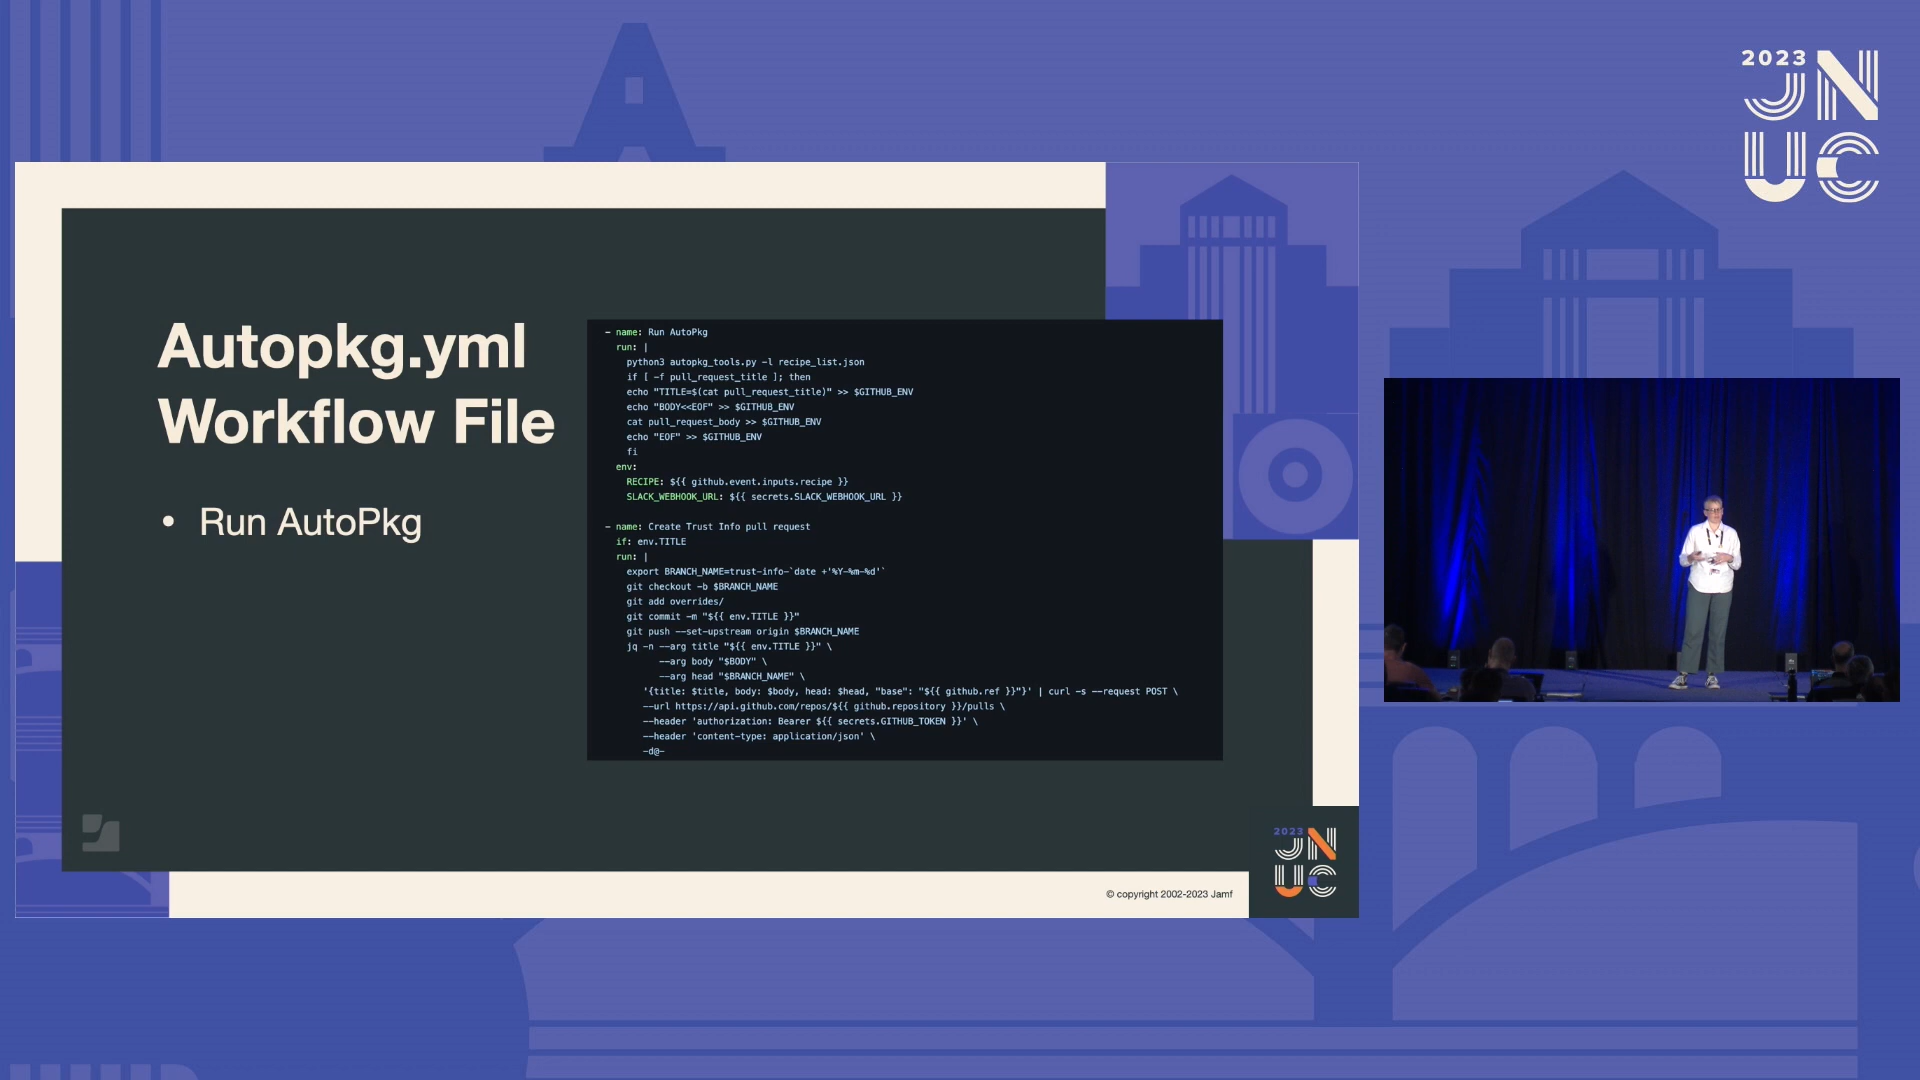 2023
JN
UC
Autopkg.yml
Workflow File
• Run AutoPkg
- name: Run AutoPkg
run: |
python3 autopkg_tools.py -l recipe_list.json
if [ -f pull_request_title ]; then
echo "TITLE=$(cat pull_request_title)" >> $GITHUB_ENV
echo "BODY<<EOF" >> $GITHUB_ENV
cat pull_request_body >> $GITHUB_ENV
echo "EOF" >> $GITHUB_ENV
fi
env:
RECIPE: ${{ github.event.inputs.recipe }}
SLACK_WEBHOOK_URL: ${{ secrets.SLACK_WEBHOOK_URL }}
- name: Create Trust Info pull request
if: env.TITLE
run: |
export BRANCH_NAME=trust-info-`date +'%Y-%m-%d'`
git checkout -b $BRANCH_NAME
git add overrides/
git commit -m "${{ env.TITLE }}"
git push --set-upstream origin $BRANCH_NAME
jq -n --arg title "${{ env.TITLE }}" \
--arg body "$BODY" \
--arg head "$BRANCH_NAME" \
'{title: $title, body: $body, head: $head, "base": "${{ github.ref }}"}' | curl -s --request POST \
--url https://api.github.com/repos/${{ github.repository }}/pulls \
--header 'authorization: Bearer ${{ secrets.GITHUB_TOKEN }}' \
--header 'content-type: application/json' \
-d@-
2023
JN
UC
© copyright 2002-2023 Jamf